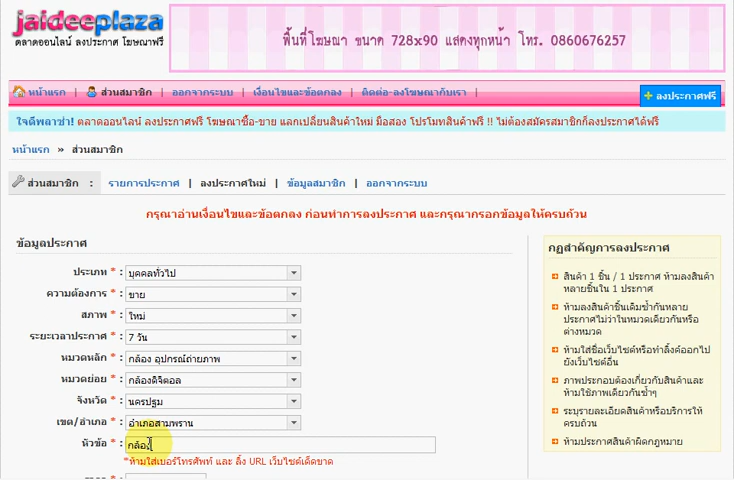 jaideeplaza
ตลาดออนไลน์ ลงประกาศ โฆษณาฟรี
พื้นที่โฆษณา ขนาด 728x90 แสดงทุกหน้า โทร. 0860676257
หน้าแรก | ส่วนสมาชิก | ออกจากระบบ | เงื่อนไขและข้อตกลง | ติดต่อ-ลงโฆษณากับเรา |
+ ลงประกาศฟรี
ใจดีพลาซ่า! ตลาดออนไลน์ ลงประกาศฟรี โฆษณาซื้อ-ขาย แลกเปลี่ยนสินค้าใหม่ มือสอง โปรโมทสินค้าฟรี !! ไม่ต้องสมัครสมาชิกก็ลงประกาศได้ฟรี
หน้าแรก » ส่วนสมาชิก
ส่วนสมาชิก : รายการประกาศ | ลงประกาศใหม่ | ข้อมูลสมาชิก | ออกจากระบบ
กรุณาอ่านเงื่อนไขและข้อตกลง ก่อนทำการลงประกาศ และกรุณากรอกข้อมูลให้ครบถ้วน
ข้อมูลประกาศ
ประเภท * : บุคคลทั่วไป
ความต้องการ * : ขาย
สภาพ * : ใหม่
ระยะเวลาประกาศ * : 7 วัน
หมวดหลัก * : กล้อง อุปกรณ์ถ่ายภาพ
หมวดย่อย * : กล้องดิจิตอล
จังหวัด * : นครปฐม
เขต/อำเภอ * : อำเภอสามพราน
หัวข้อ * : กล้อง
*ห้ามใส่เบอร์โทรศัพท์ และ ลิ้ง URL เว็บไซต์เด็ดขาด
กฏสำคัญการลงประกาศ
สินค้า 1 ชิ้น / 1 ประกาศ ห้ามลงสินค้า
หลายชิ้นใน 1 ประกาศ
ห้ามลงสินค้าชิ้นเดิมซ้ำกันหลาย
ประกาศไม่ว่าในหมวดเดียวกันหรือ
ต่างหมวด
ห้ามใส่ชื่อเว็บไซต์หรือทำลิ้งค์ออกไป
ยังเว็บไซต์อื่น
ภาพประกอบต้องเกี่ยวกับสินค้าและ
ห้ามใช้ภาพเดียวกันซ้ำๆ
ระบุรายละเอียดสินค้าหรือบริการให้
ครบถ้วน
ห้ามประกาศสินค้าผิดกฎหมาย